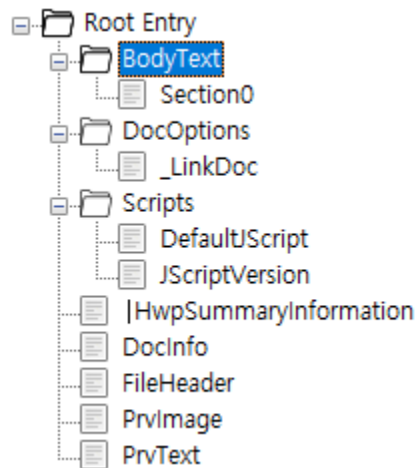 Root Entry
BodyText
Section0
DocOptions
_LinkDoc
Scripts
DefaultJScript
JScriptVersion
|HwpSummaryInformation
DocInfo
FileHeader
PrvImage
PrvText